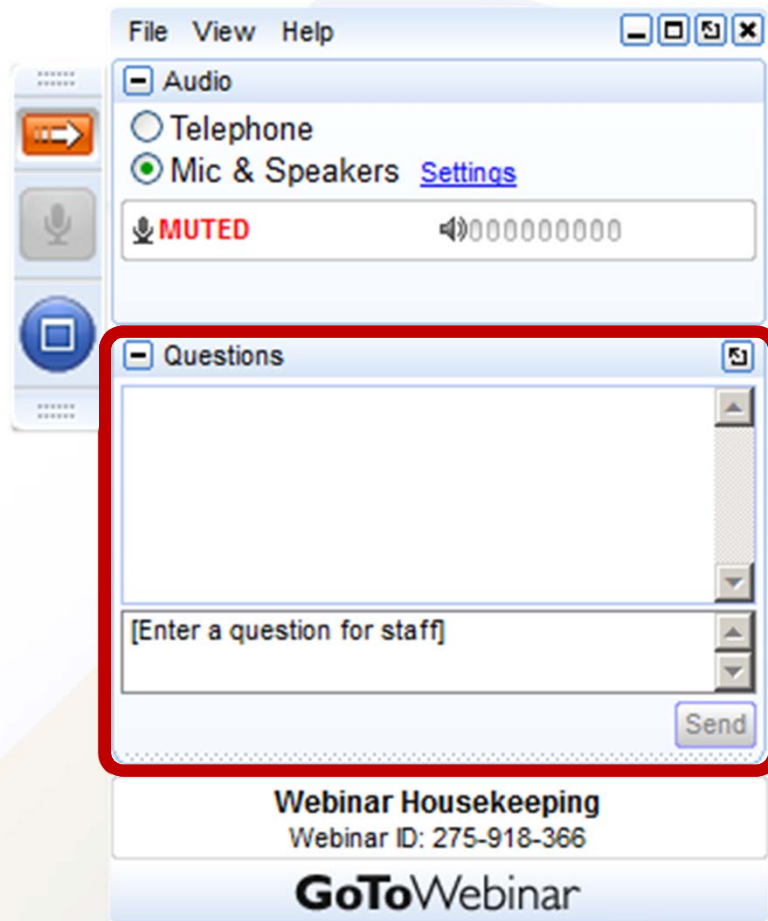 File View Help
Audio
Telephone
Mic & Speakers Settings
MUTED 000000000
Questions
[Enter a question for staff]
Send
Webinar Housekeeping
Webinar ID: 275-918-366
GoToWebinar